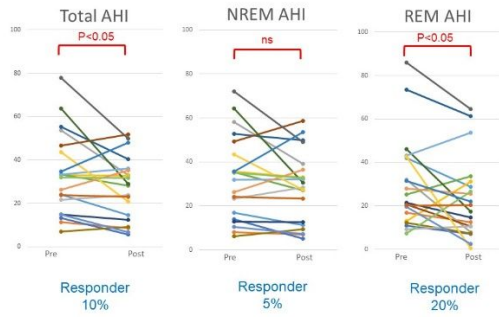 Total AHI
NREM AHI
REM AHI
P<0.05
ns
P<0.05
100
80
60
40
20
0
Pre
Post
100
80
60
40
20
0
Pre
Post
100
80
60
40
20
0
Pre
Post
Responder
10%
Responder
5%
Responder
20%